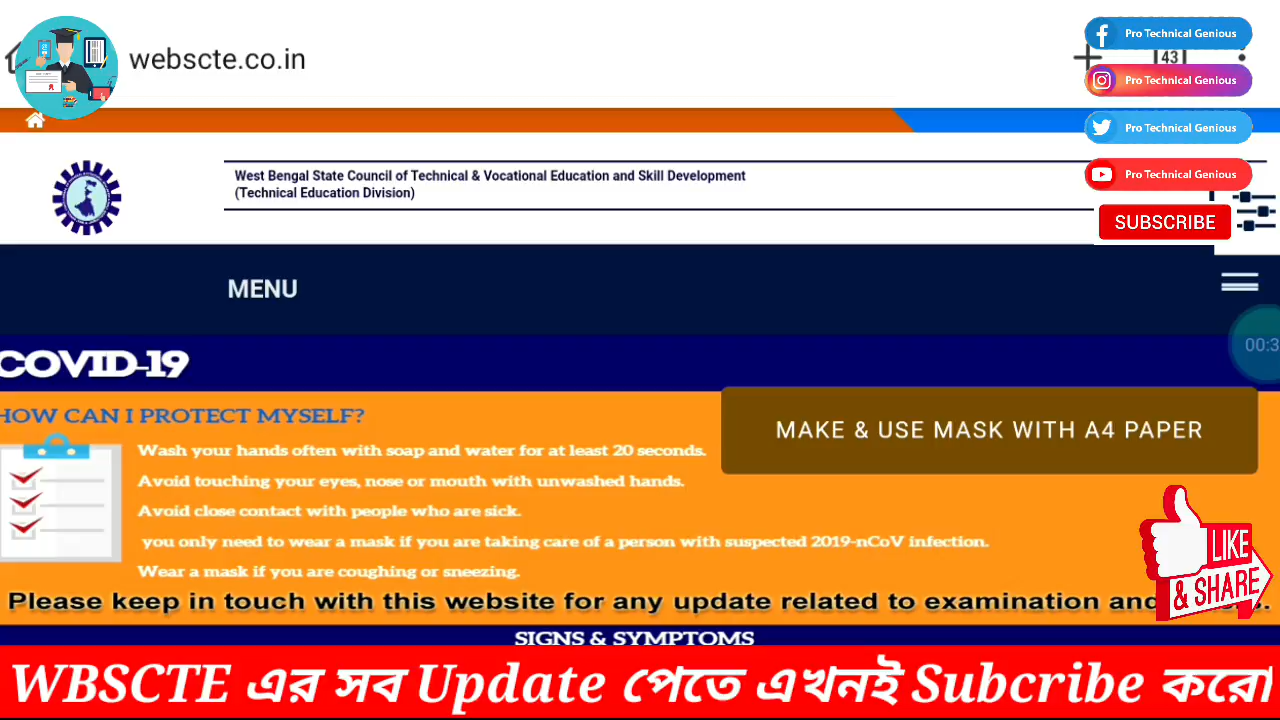 webscte.co.in
43
Pro Technical Genious
Pro Technical Genious
Pro Technical Genious
Pro Technical Genious
SUBSCRIBE
West Bengal State Council of Technical & Vocational Education and Skill Development
(Technical Education Division)
MENU
00:3
COVID-19
HOW CAN I PROTECT MYSELF?
MAKE & USE MASK WITH A4 PAPER
Wash your hands often with soap and water for at least 20 seconds.
Avoid touching your eyes, nose or mouth with unwashed hands.
Avoid close contact with people who are sick.
you only need to wear a mask if you are taking care of a person with suspected 2019-nCoV infection.
Wear a mask if you are coughing or sneezing.
LIKE
& SHARE
Please keep in touch with this website for any update related to examination and
SIGNS & SYMPTOMS
WBSCTE এর সব Update পেতে এখনই Subcribe করো